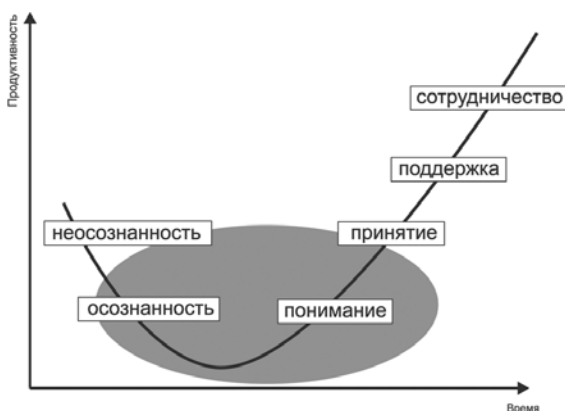 Продуктивность
сотрудничество
поддержка
неосознанность
принятие
осознанность
понимание
Время